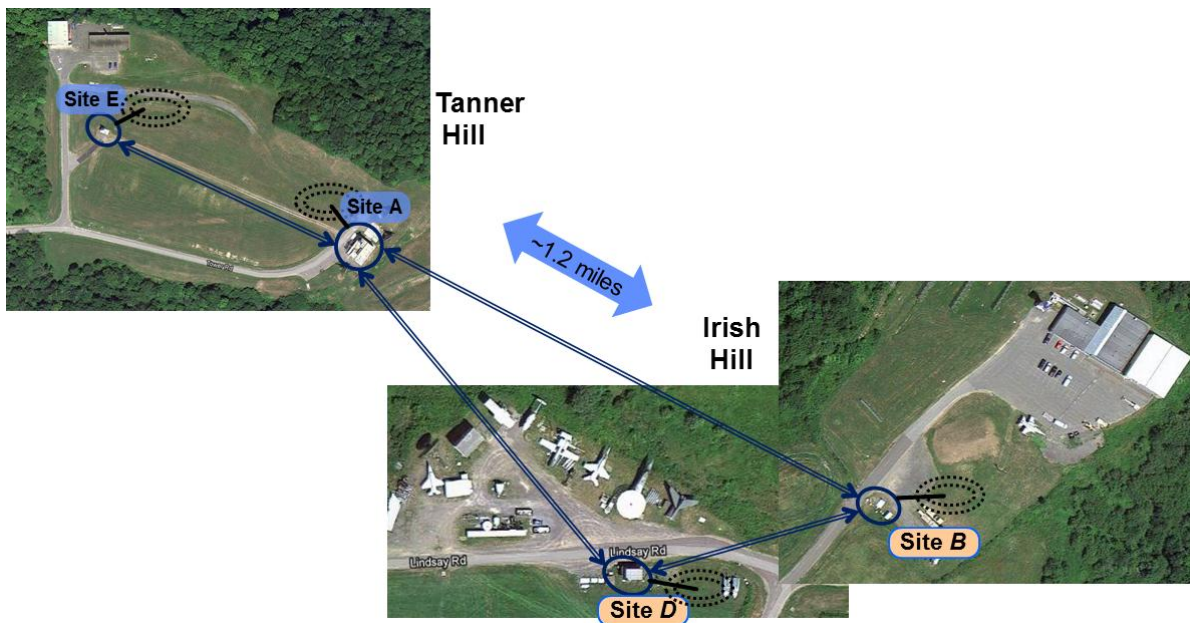 Site E
Tanner
Hill
Site A
~1.2 miles
Irish
Hill
Lindsay Rd
Lindsay Rd
Site B
Site D